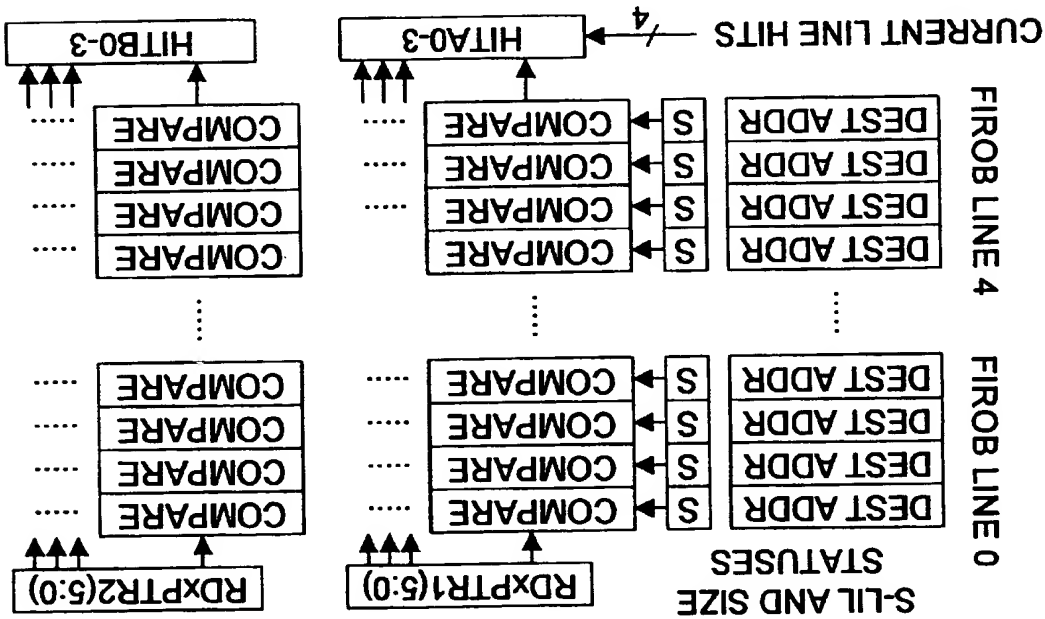 S-LIL AND SIZE
STATUSES
RDxPTR1(5:0)
RDxPTR2(5:0)
FIROB LINE 0
DEST ADDR S COMPARE ..... COMPARE .....
DEST ADDR S COMPARE ..... COMPARE .....
DEST ADDR S COMPARE ..... COMPARE .....
DEST ADDR S COMPARE ..... COMPARE .....
FIROB LINE 4
DEST ADDR S COMPARE COMPARE .....
DEST ADDR S COMPARE ..... COMPARE .....
DEST ADDR S COMPARE ..... COMPARE .....
DEST ADDR S COMPARE ..... COMPARE .....
CURRENT LINE HITS
4
HITA0-3
HITB0-3